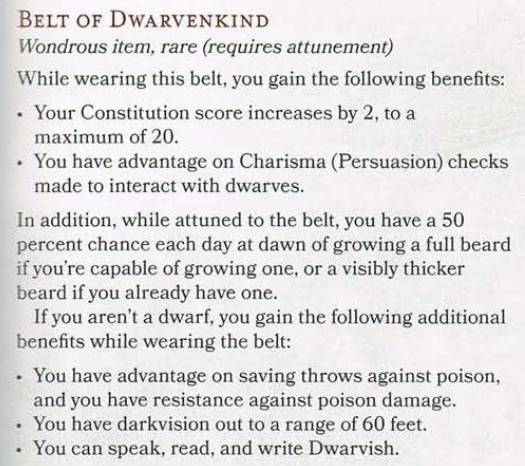 BELT OF DWARVENKIND
Wondrous item, rare (requires attunement)
While wearing this belt, you gain the following benefits:
• Your Constitution score increases by 2, to a
maximum of 20.
• You have advantage on Charisma (Persuasion) checks
made to interact with dwarves.
In addition, while attuned to the belt, you have a 50
percent chance each day at dawn of growing a full beard
if you're capable of growing one, or a visibly thicker
beard if you already have one.
If you aren't a dwarf, you gain the following additional
benefits while wearing the belt:
• You have advantage on saving throws against poison,
and you have resistance against poison damage.
• You have darkvision out to a range of 60 feet.
• You can speak, read, and write Dwarvish.